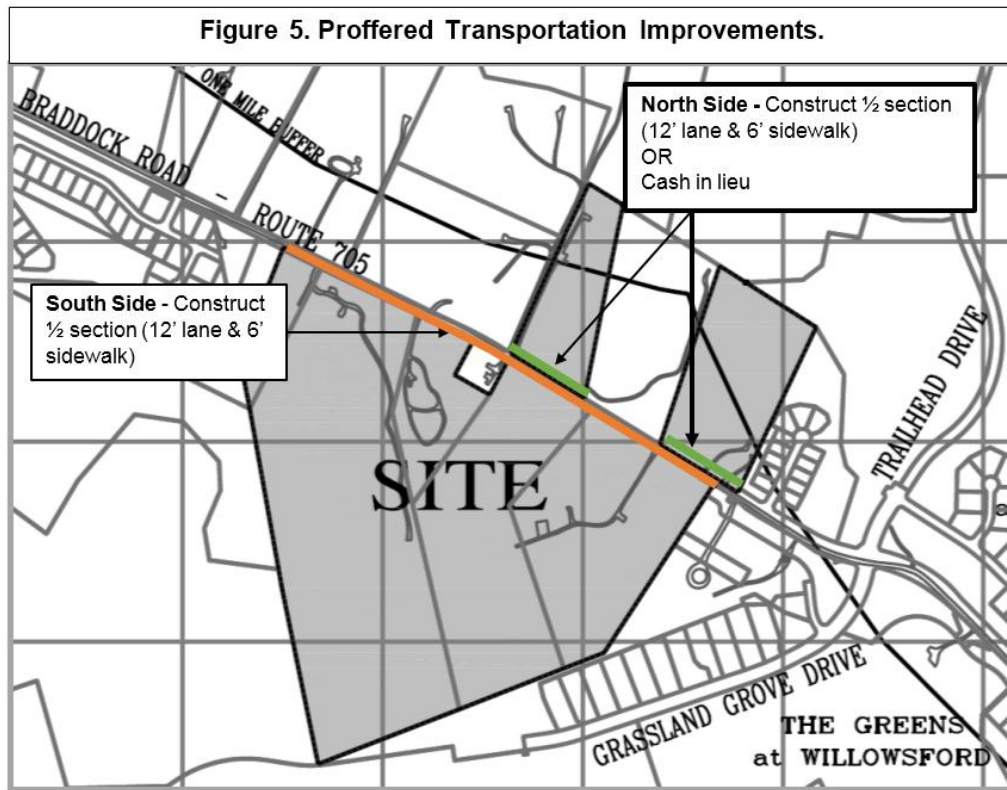 Figure 5. Proffered Transportation Improvements.
ONE MILE BUFFER
BRADDOCK ROAD - ROUTE 705
North Side - Construct ½ section
(12' lane & 6' sidewalk)
OR
Cash in lieu
South Side - Construct
½ section (12' lane & 6'
sidewalk)
SITE
TRAILHEAD DRIVE
GRASSLAND GROVE DRIVE
THE GREENS
at WILLOWSFORD